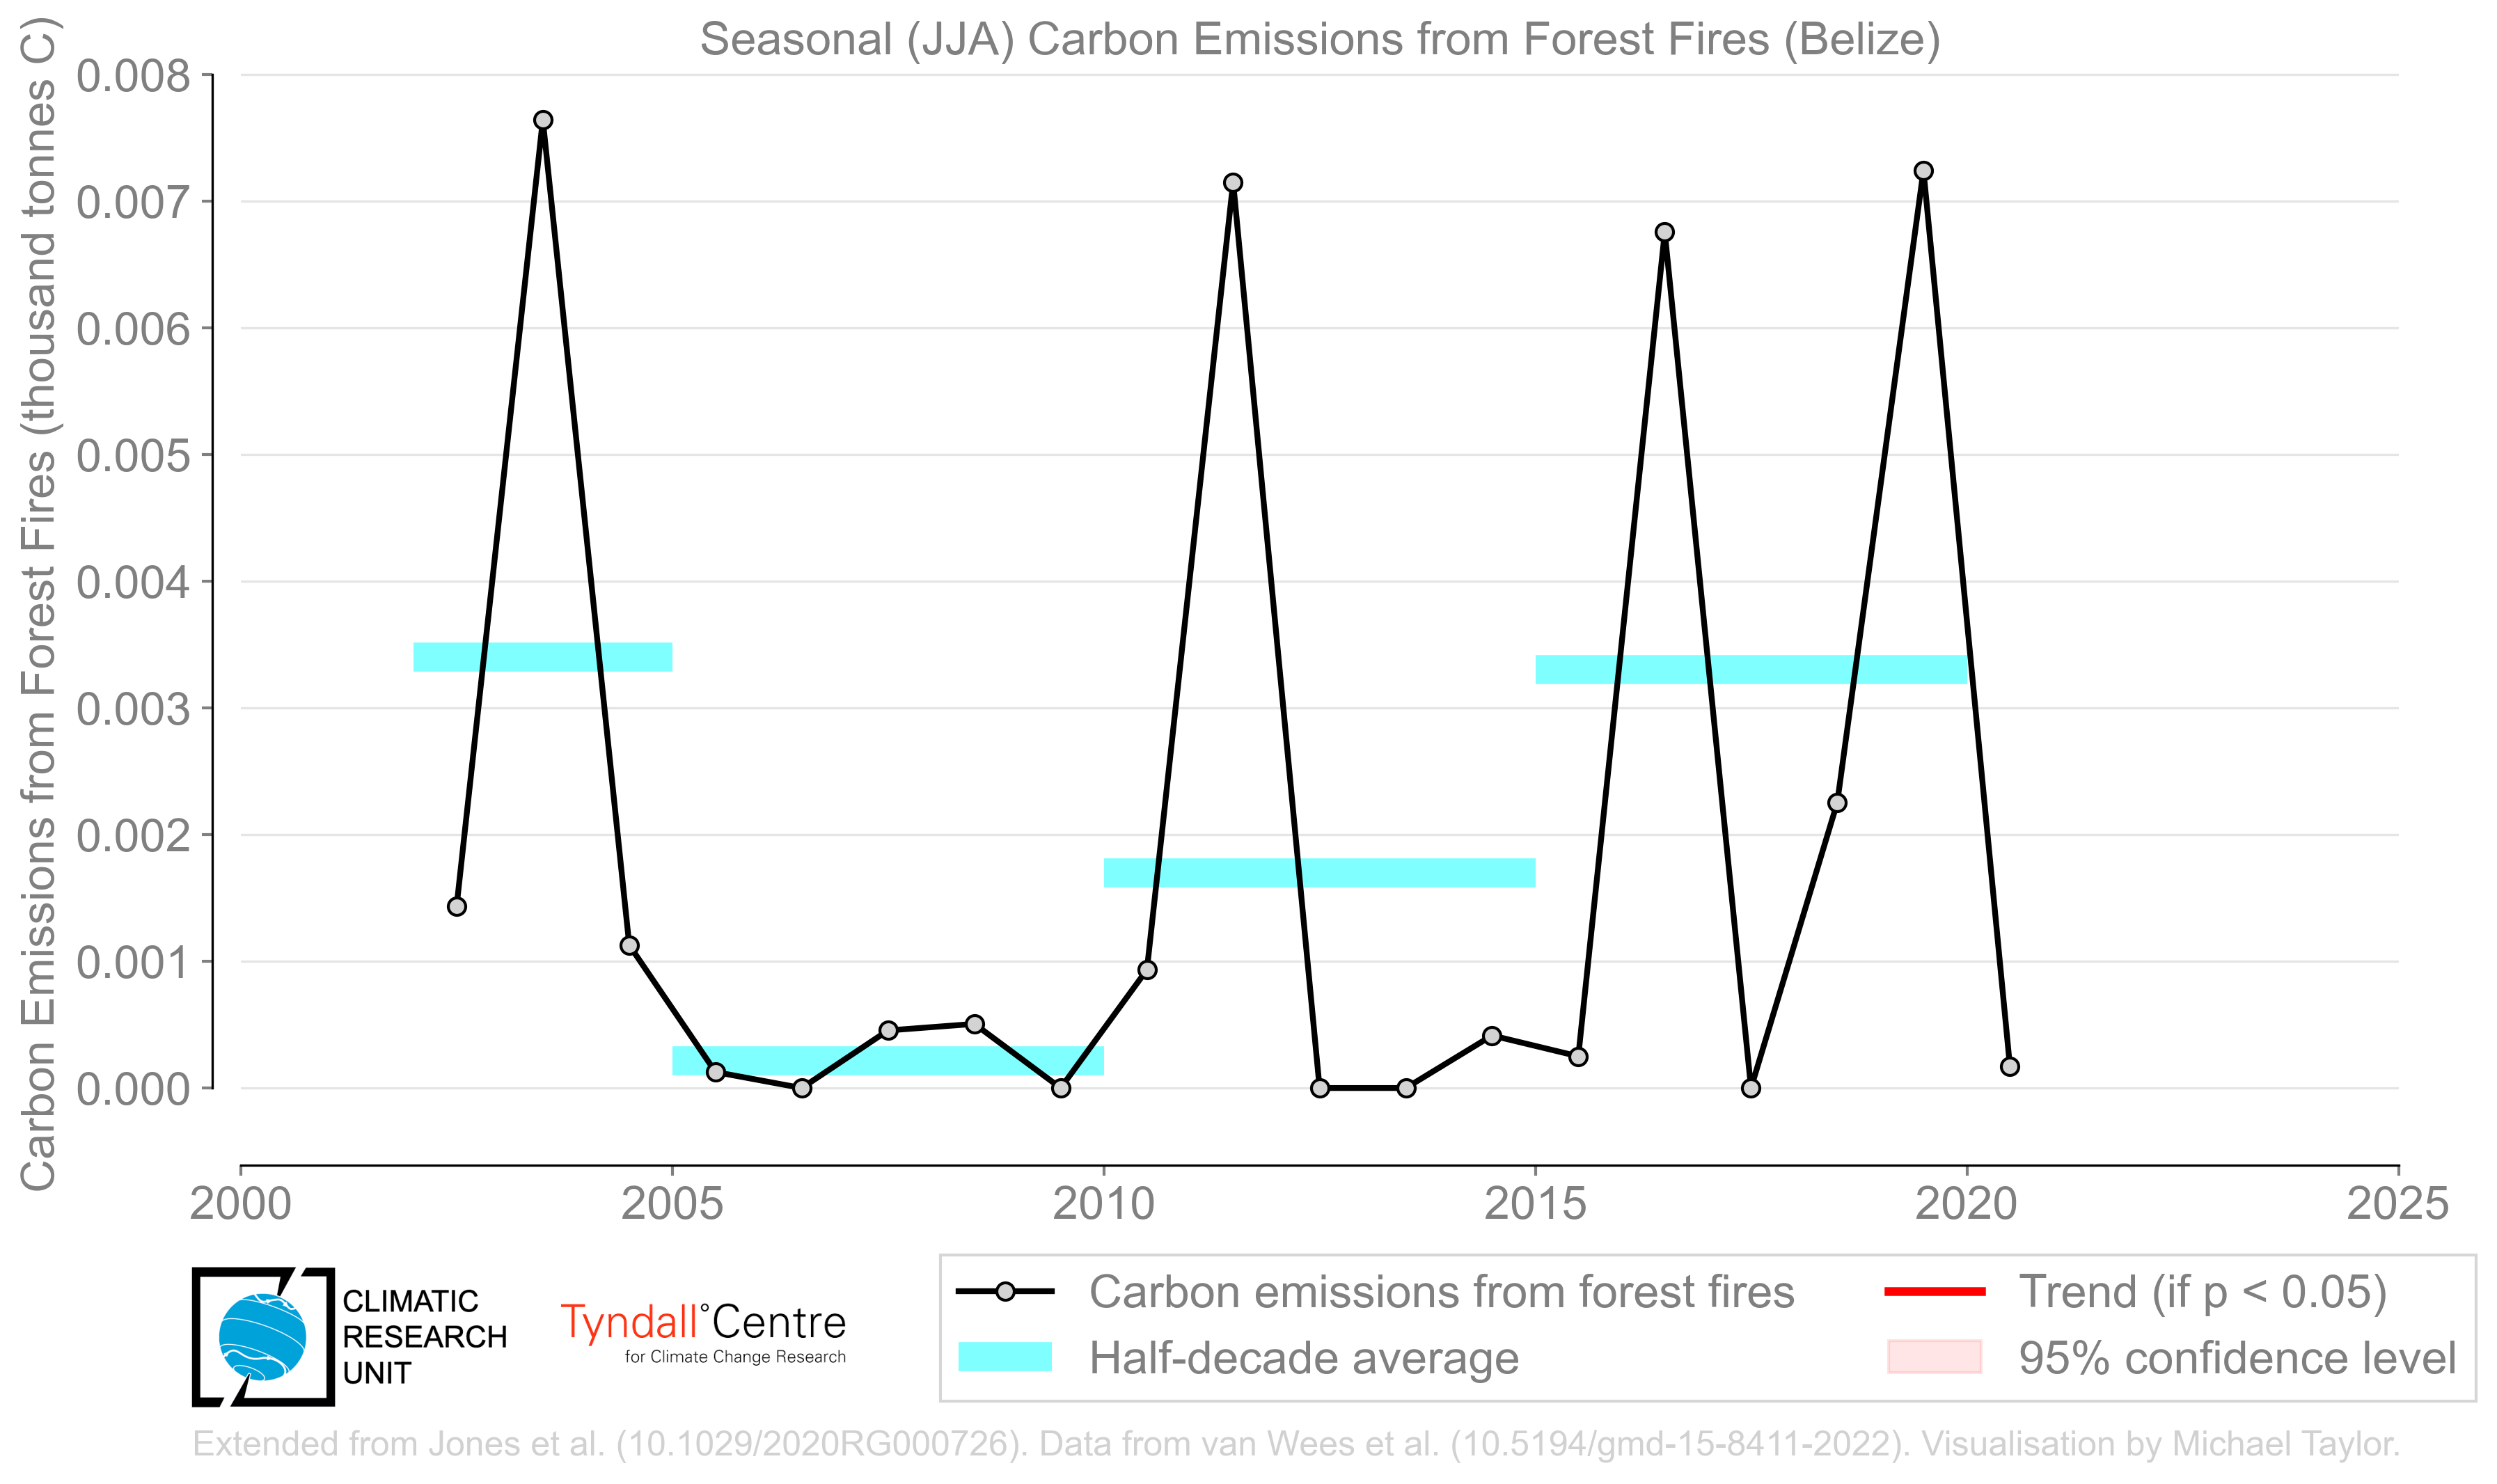 Seasonal (JJA) Carbon Emissions from Forest Fires (Belize)
Carbon Emissions from Forest Fires (thousand tonnes C)
0.008
0.007
0.006
0.005
0.004
0.003
0.002
0.001
0.000
2000 2005 2010 2015 2020 2025
CLIMATIC
RESEARCH
UNIT
Tyndall°Centre
for Climate Change Research
Carbon emissions from forest fires
Half-decade average
Trend (if p < 0.05)
95% confidence level
Extended from Jones et al. (10.1029/2020RG000726). Data from van Wees et al. (10.5194/gmd-15-8411-2022). Visualisation by Michael Taylor.